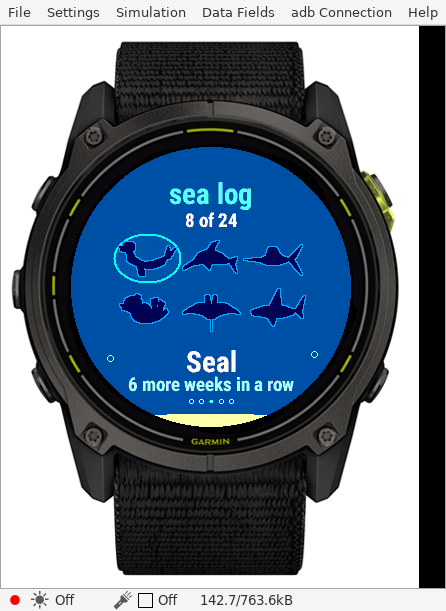 File Settings Simulation Data Fields adb Connection Help
sea log
8 of 24
Seal
6 more weeks in a row
GARMIN
Off Off 142.7/763.6kB